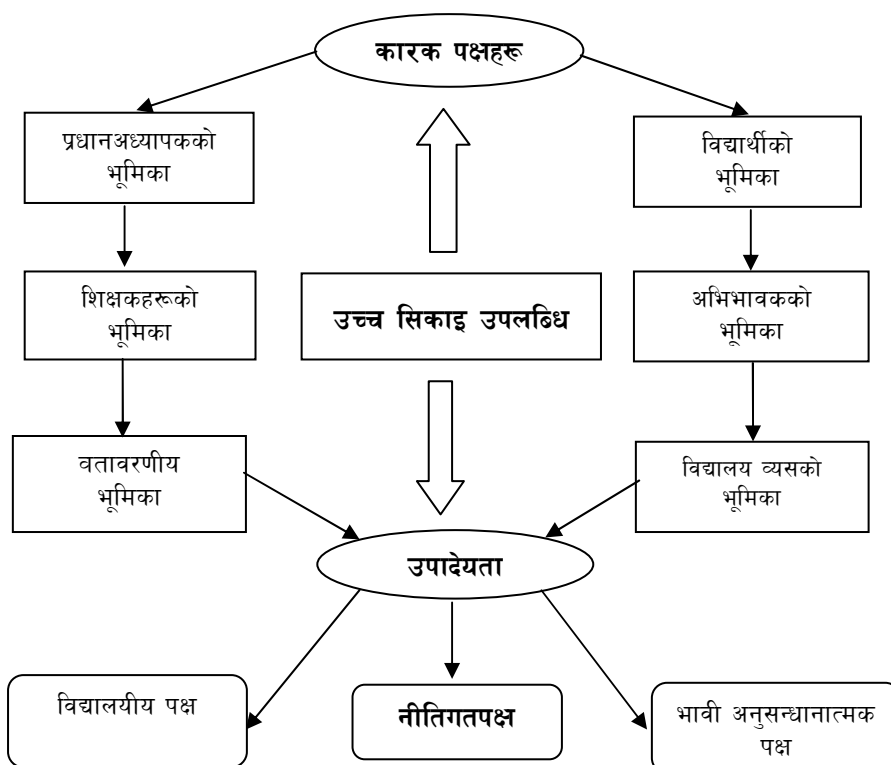 कारक पक्षहरू
प्रधानअध्यापकको
भूमिका
विद्यार्थीको
भूमिका
शिक्षकहरूको
भूमिका
उच्च सिकाइ उपलब्धि
अभिभावकको
भूमिका
वतावरणीय
भूमिका
विद्यालय व्यसको
भूमिका
उपादेयता
विद्यालयीय पक्ष
नीतिगतपक्ष
भावी अनुसन्धानात्मक
पक्ष